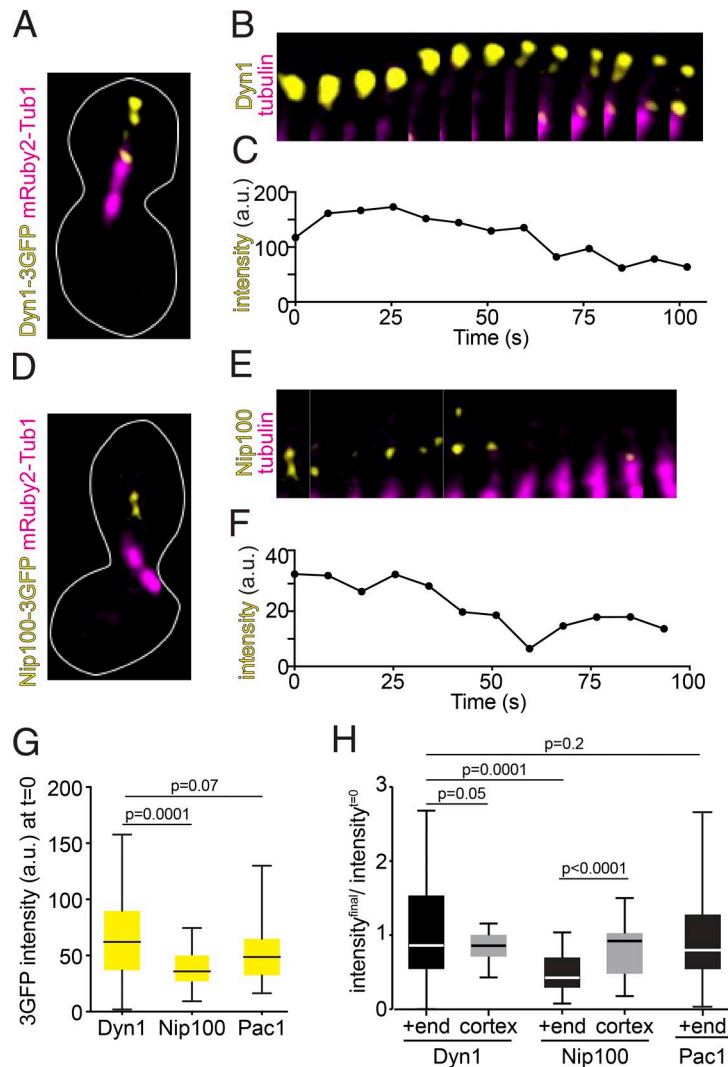 A
Dyn1-3GFP mRuby2-Tub1
B
Dyn1
tubulin
C
intensity (a.u.)
200
100
0
0 25 50 75 100
Time (s)
D
Nip100-3GFP mRuby2-Tub1
E
Nip100
tubulin
F
intensity (a.u.)
40
20
0
0 25 50 75 100
Time (s)
G
3GFP intensity (a.u.) at t=0
200
150
100
50
0
p=0.07
p=0.0001
Dyn1 Nip100 Pac1
H
intensity^final/ intensity^t=0
3
2
1
0
p=0.2
p=0.0001
p=0.05
p<0.0001
+end cortex +end cortex +end
Dyn1 Nip100 Pac1